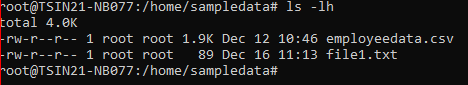 root@TSIN21-NB077:/home/sampledata# ls -lh
total 4.0K
-rw-r--r-- 1 root root 1.9K Dec 12 10:46 employeedata.csv
-rw-r--r-- 1 root root   89 Dec 16 11:13 file1.txt
root@TSIN21-NB077:/home/sampledata#